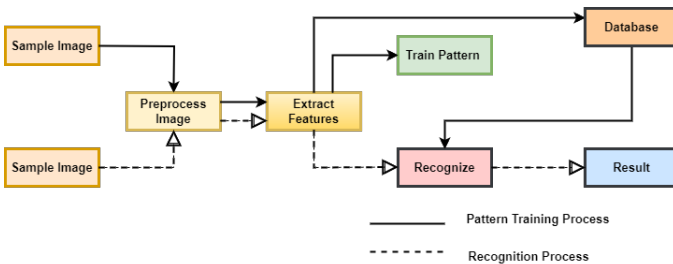 Database
Sample Image
Train Pattern
Preprocess
Image
Extract
Features
Sample Image
Recognize
Result
Pattern Training Process
Recognition Process